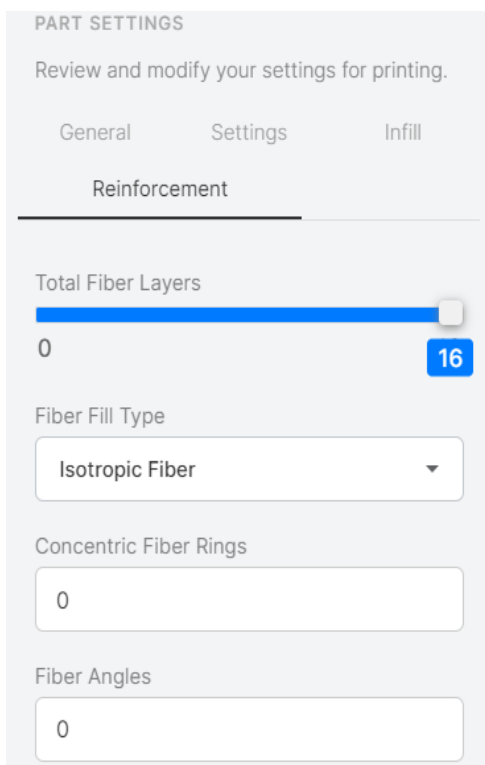 PART SETTINGS
Review and modify your settings for printing.
General Settings Infill
Reinforcement
Total Fiber Layers
0
16
Fiber Fill Type
Isotropic Fiber
Concentric Fiber Rings
0
Fiber Angles
0